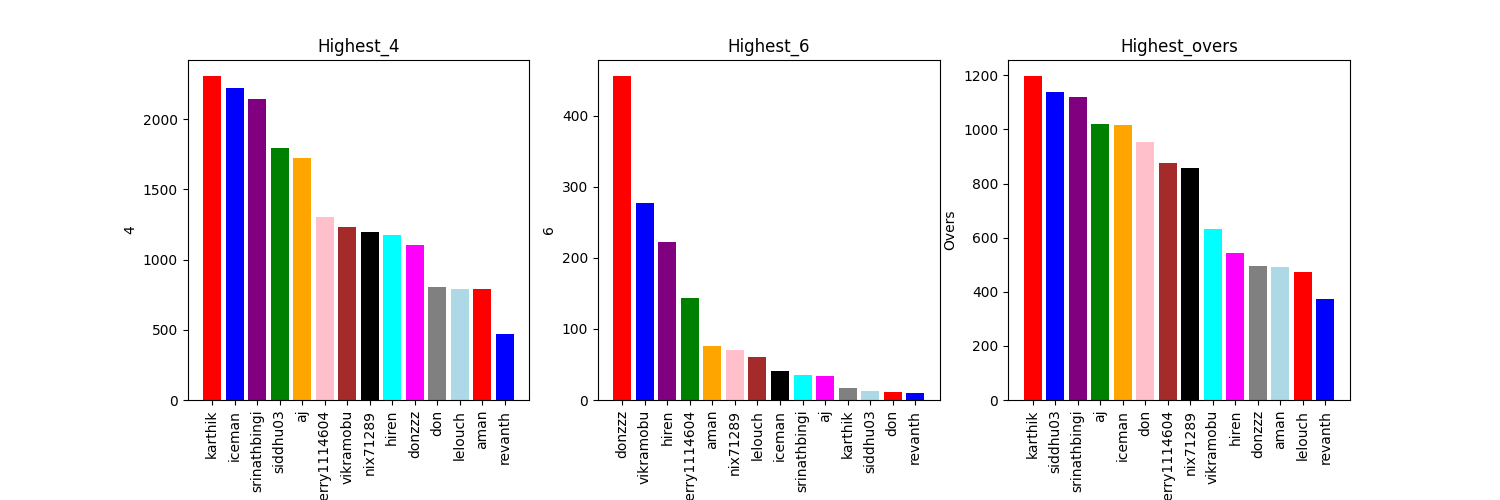 Highest_4
4
2000
1500
1000
500
0
karthik
iceman
srinathbingi
siddhu03
aj
erry1114604
vikramobu
nix71289
hiren
donzzz
don
lelouch
aman
revanth
Highest_6
6
400
300
200
100
0
donzzz
vikramobu
hiren
erry1114604
aman
nix71289
lelouch
iceman
srinathbingi
aj
karthik
siddhu03
don
revanth
Highest_overs
Overs
1200
1000
800
600
400
200
0
karthik
siddhu03
srinathbingi
aj
iceman
don
erry1114604
nix71289
vikramobu
hiren
donzzz
aman
lelouch
revanth